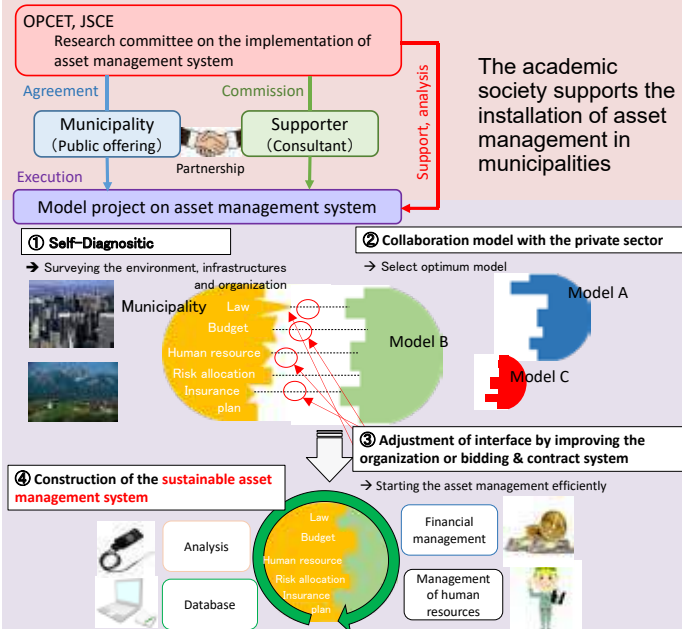 OPCET, JSCE
Research committee on the implementation of
asset management system
Agreement
Commission
Support, analysis
The academic
society supports the
installation of asset
management in
municipalities
Municipality
(Public offering)
Supporter
(Consultant)
Partnership
Execution
Model project on asset management system
① Self-Diagnositic
➔ Surveying the environment, infrastructures
and organization
② Collaboration model with the private sector
→ Select optimum model
Municipality
Law
Budget
Human resource
Risk allocation
Insurance
plan
Model B
Model A
Model C
③ Adjustment of interface by improving the
organization or bidding & contract system
→ Starting the asset management efficiently
④ Construction of the sustainable asset
management system
Analysis
Database
Law
Budget
Human resource
Risk allocation
Insurance
plan
Financial
management
Management
of human
resources